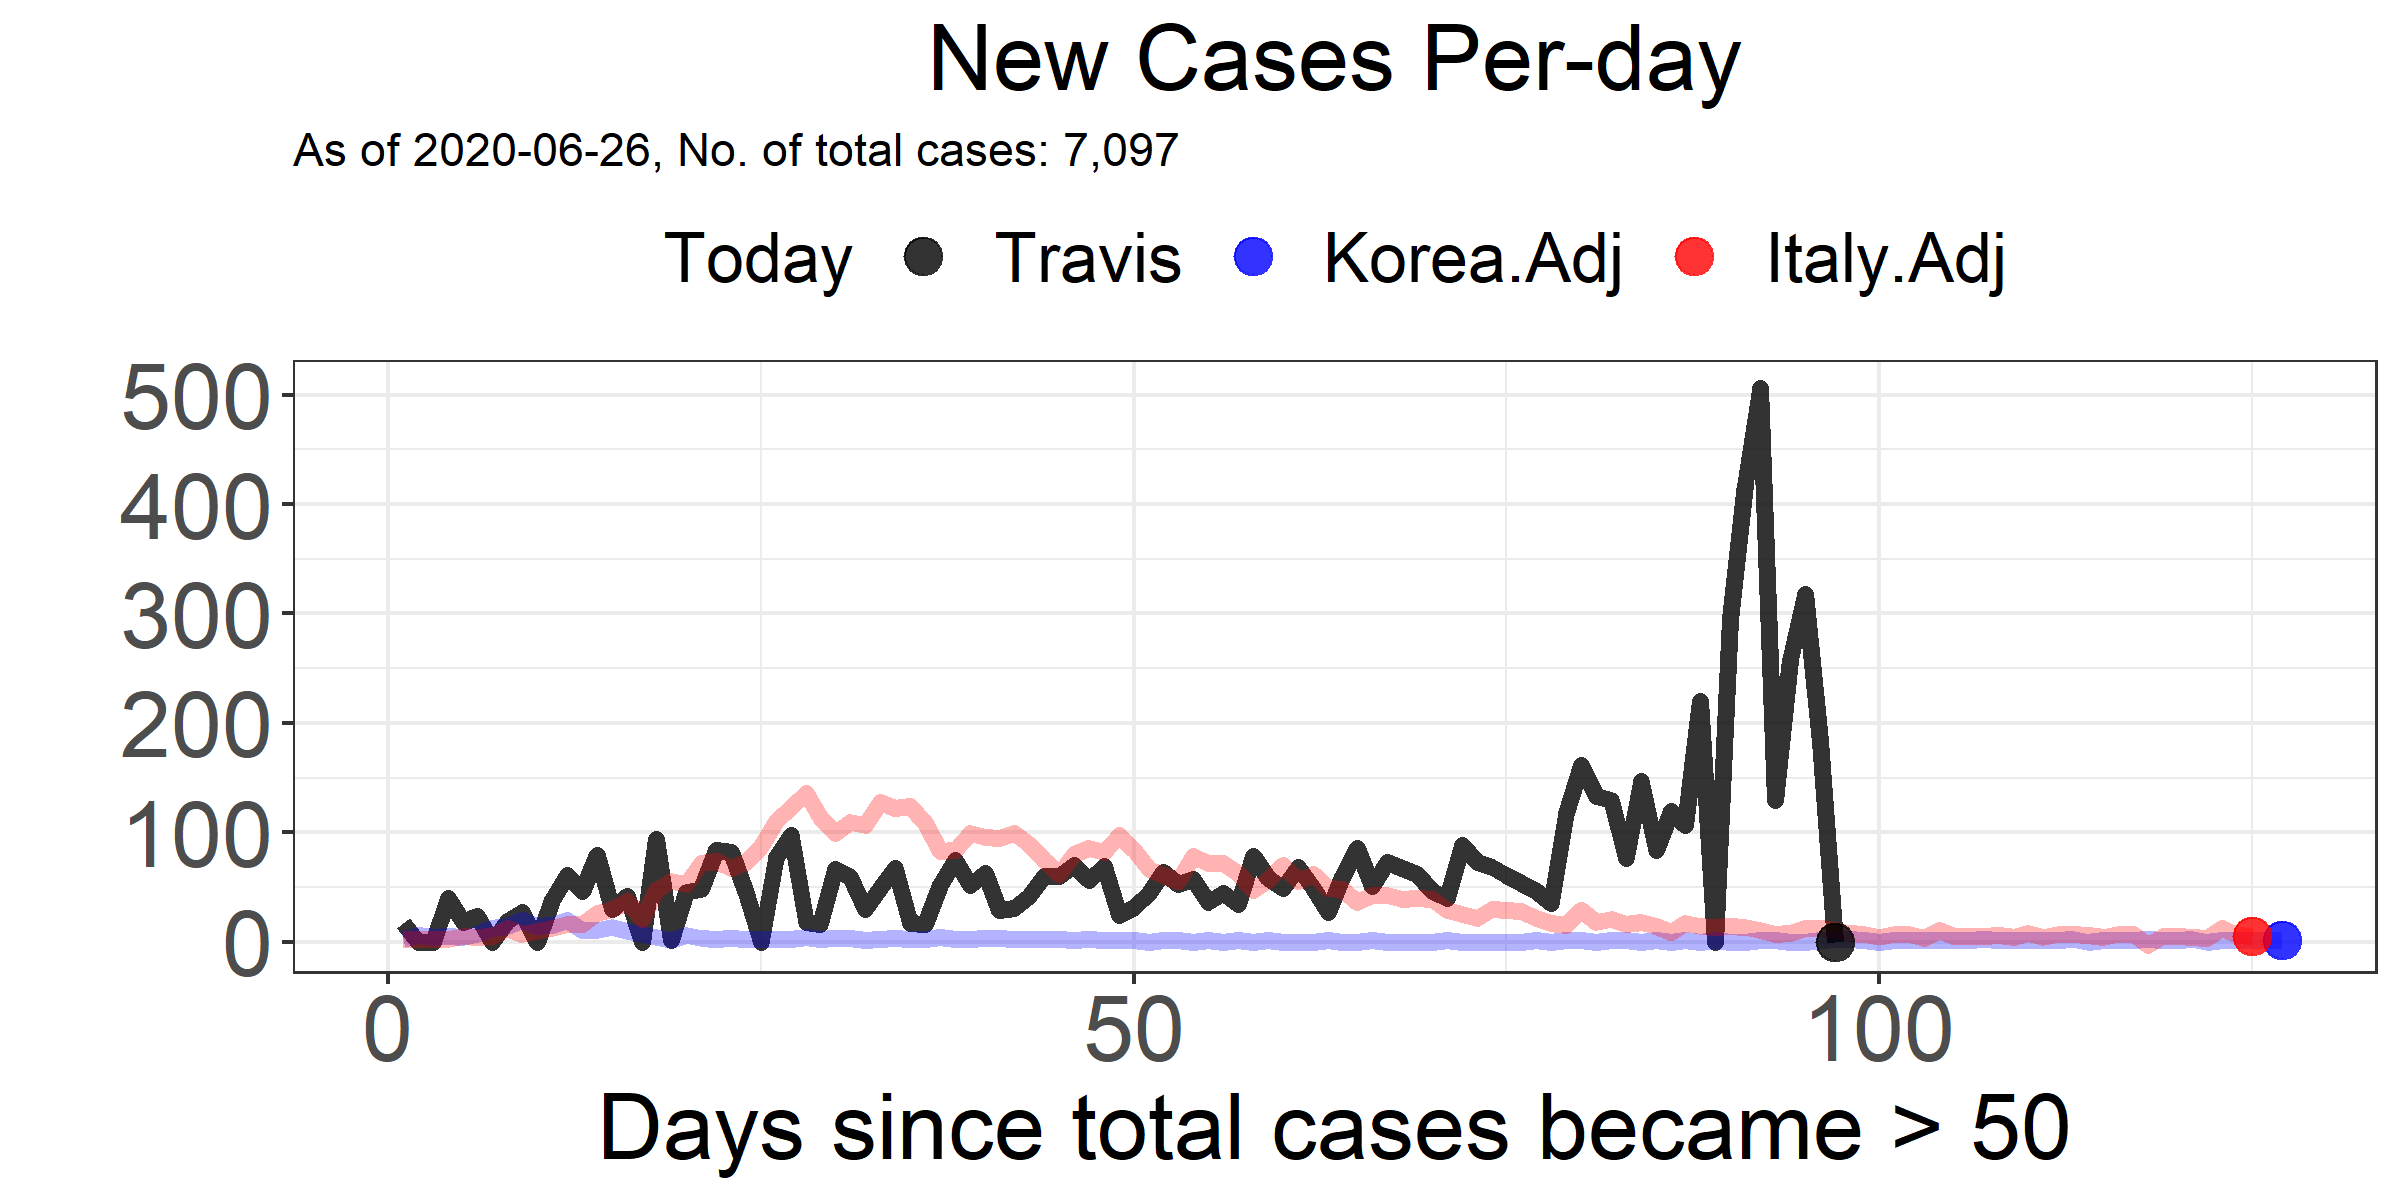 New Cases Per-day
As of 2020-06-26, No. of total cases: 7,097
Today Travis Korea.Adj Italy.Adj
500
400
300
200
100
0
0 50 100
Days since total cases became > 50